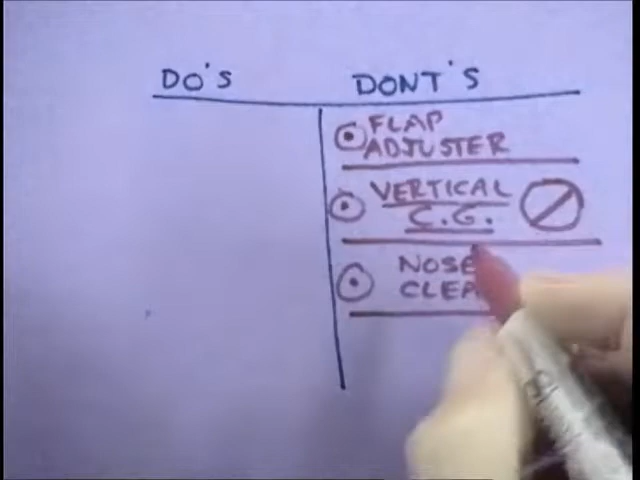 DO'S
DONT'S
FLAP
ADJUSTER
VERTICAL
C.G.
NOSE